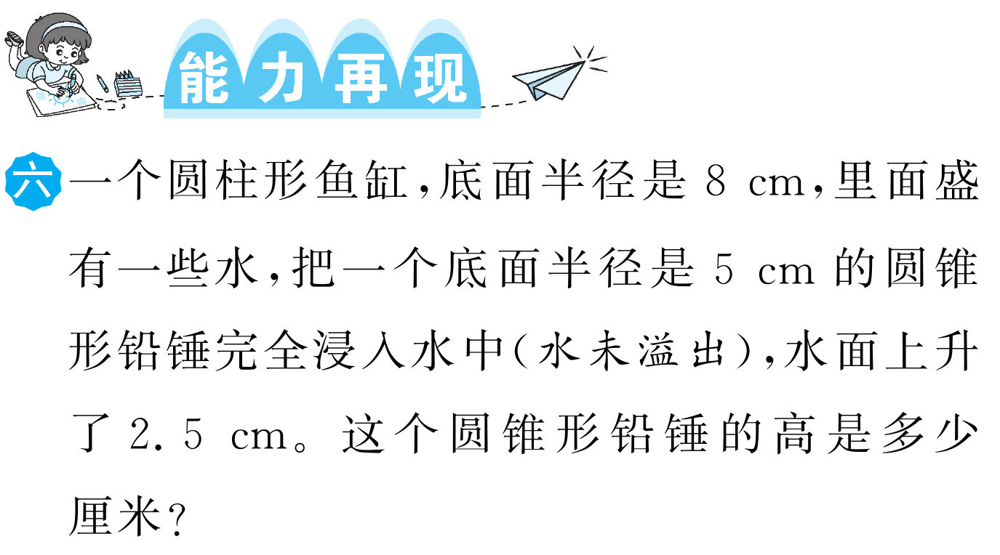 能力再现
六 一个圆柱形鱼缸,底面半径是 8 cm,里面盛
有一些水,把一个底面半径是 5 cm 的圆锥
形铅锤完全浸入水中(水未溢出),水面上升
了 2.5 cm。这个圆锥形铅锤的高是多少
厘米?